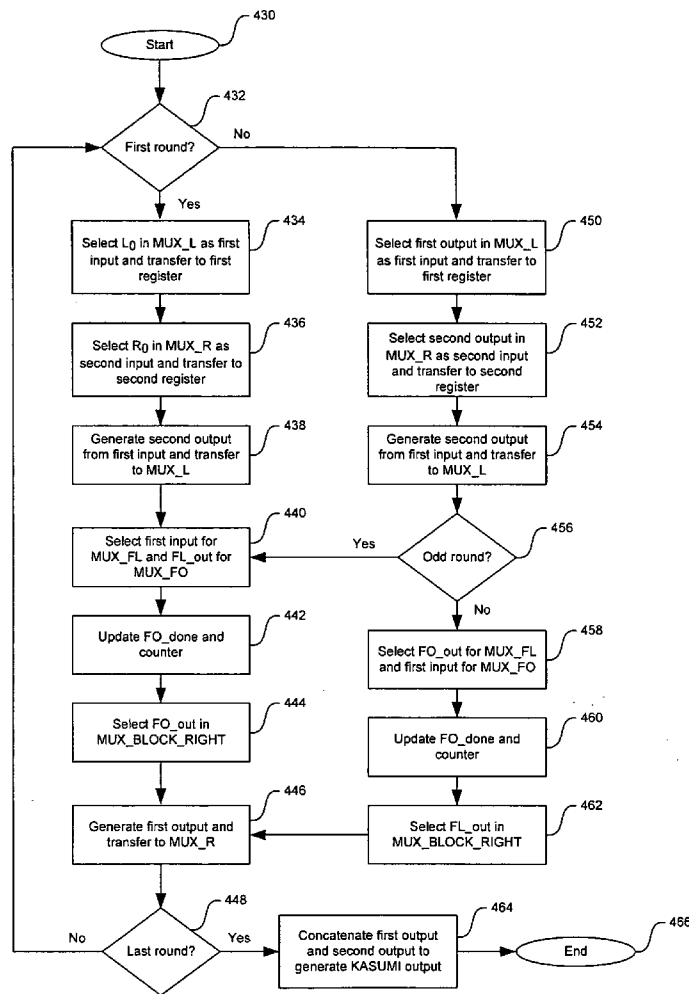 430
Start
432
First round?
No
Yes
434
Select L0 in MUX_L as first
input and transfer to first
register
450
Select first output in MUX_L
as first input and transfer to
first register
436
Select R0 in MUX_R as
second input and transfer to
second register
452
Select second output in
MUX_R as second input
and transfer to second
register
438
Generate second output
from first input and transfer
to MUX_L
454
Generate second output
from first input and transfer
to MUX_L
440
Select first input for
MUX_FL and FL_out for
MUX_FO
Yes
Odd round?
456
No
442
Update FO_done and
counter
458
Select FO_out for MUX_FL
and first input for MUX_FO
444
Select FO_out in
MUX_BLOCK_RIGHT
460
Update FO_done and
counter
446
Generate first output and
transfer to MUX_R
462
Select FL_out in
MUX_BLOCK_RIGHT
448
Last round?
No
Yes
464
Concatenate first output
and second output to
generate KASUMI output
End
466